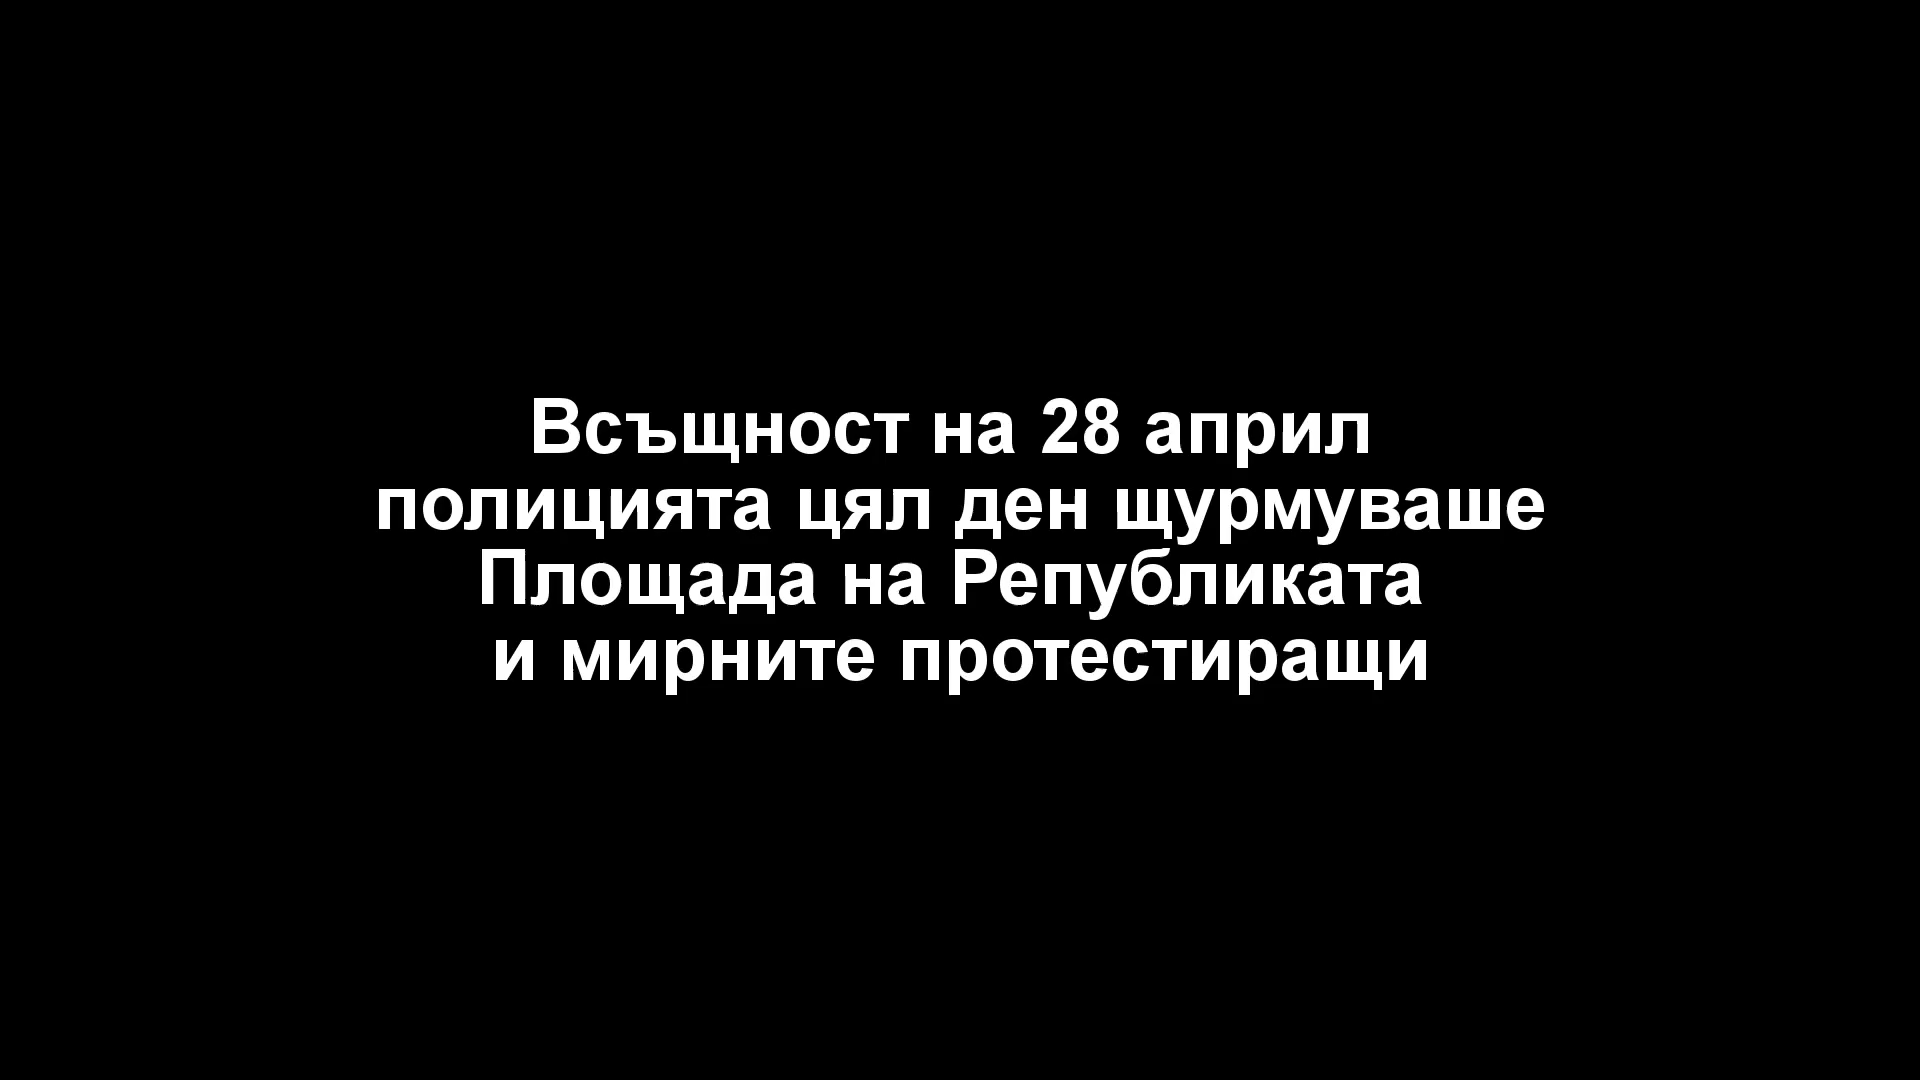 Всъщност на 28 април
полицията цял ден щурмуваше
Площада на Републиката
и мирните протестиращи